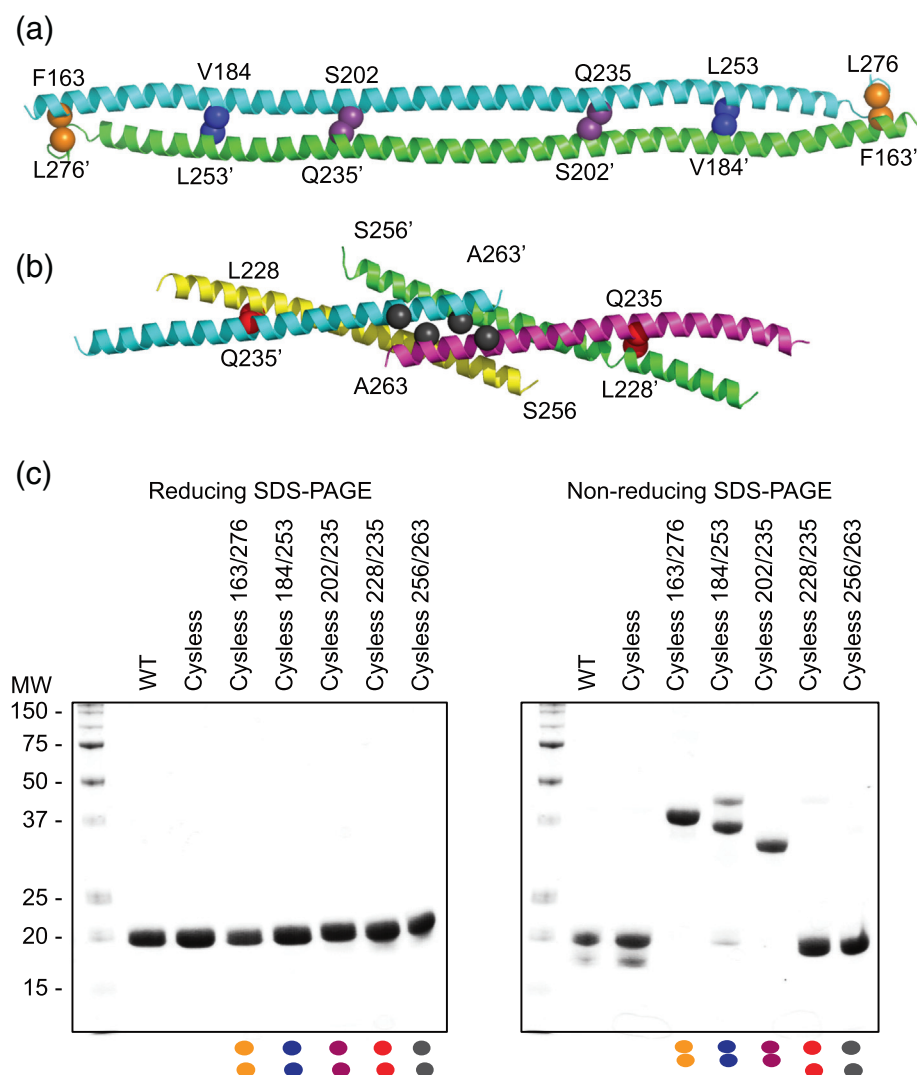 (a)
F163 V184 S202 Q235 L253 L276
L276' L253' Q235' S202' V184' F163'
(b)
S256'
L228 A263' Q235
Q235' A263 S256 L228'
(c)
Reducing SDS-PAGE
WT
Cysless
Cysless 163/276
Cysless 184/253
Cysless 202/235
Cysless 228/235
Cysless 256/263
MW
150 -
75 -
50 -
37 -
25 -
20 -
15 -
Non-reducing SDS-PAGE
WT
Cysless
Cysless 163/276
Cysless 184/253
Cysless 202/235
Cysless 228/235
Cysless 256/263